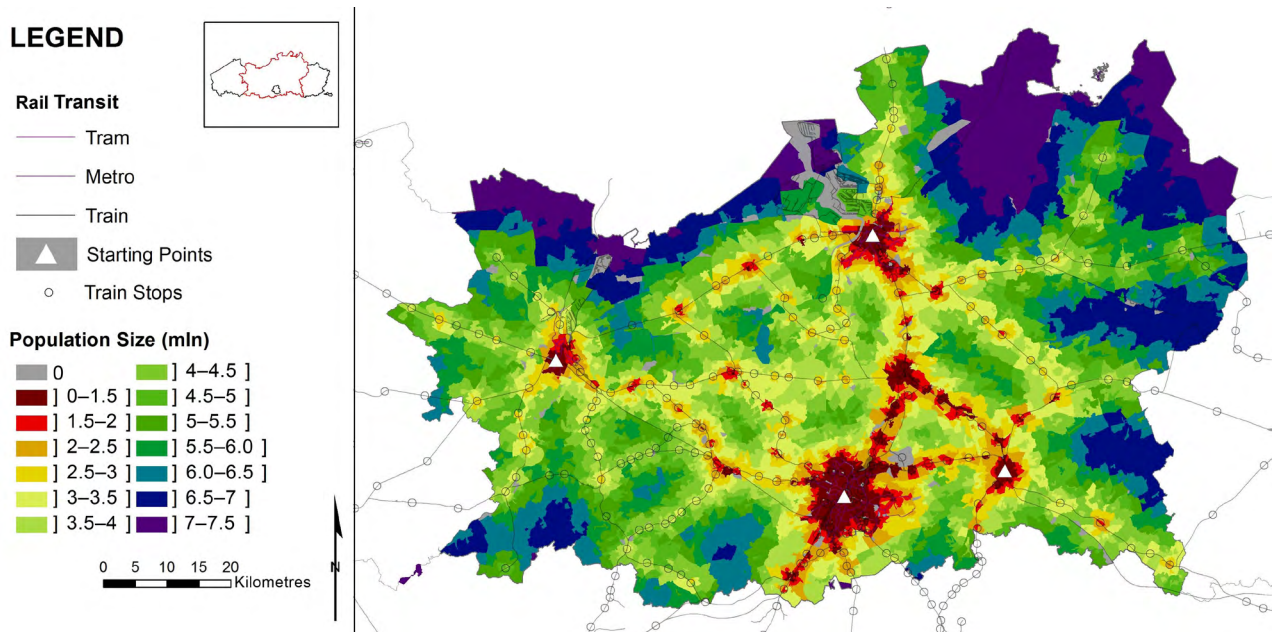 LEGEND
Rail Transit
Tram
Metro
Train
Starting Points
Train Stops
Population Size (mln)
0
] 0–1.5 ]
] 1.5–2 ]
] 2–2.5 ]
] 2.5–3 ]
] 3–3.5 ]
] 3.5–4 ]
] 4–4.5 ]
] 4.5–5 ]
] 5–5.5 ]
] 5.5–6.0 ]
] 6.0–6.5 ]
] 6.5–7 ]
] 7–7.5 ]
0 5 10 15 20
Kilometres
N